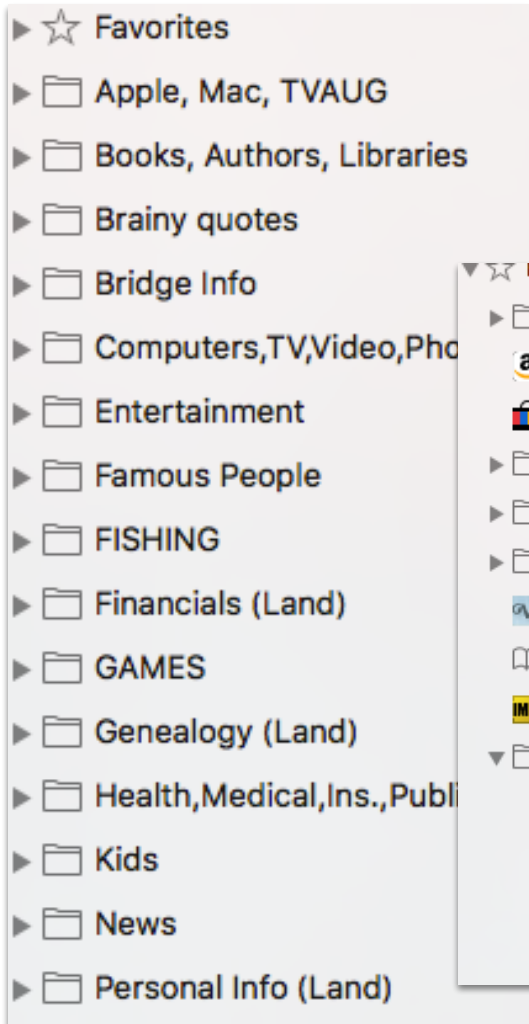 Favorites
Apple, Mac, TVAUG
Books, Authors, Libraries
Brainy quotes
Bridge Info
Computers,TV,Video,Pho
Entertainment
Famous People
FISHING
Financials (Land)
GAMES
Genealogy (Land)
Health,Medical,Ins.,Publi
Kids
News
Personal Info (Land)
a
IM